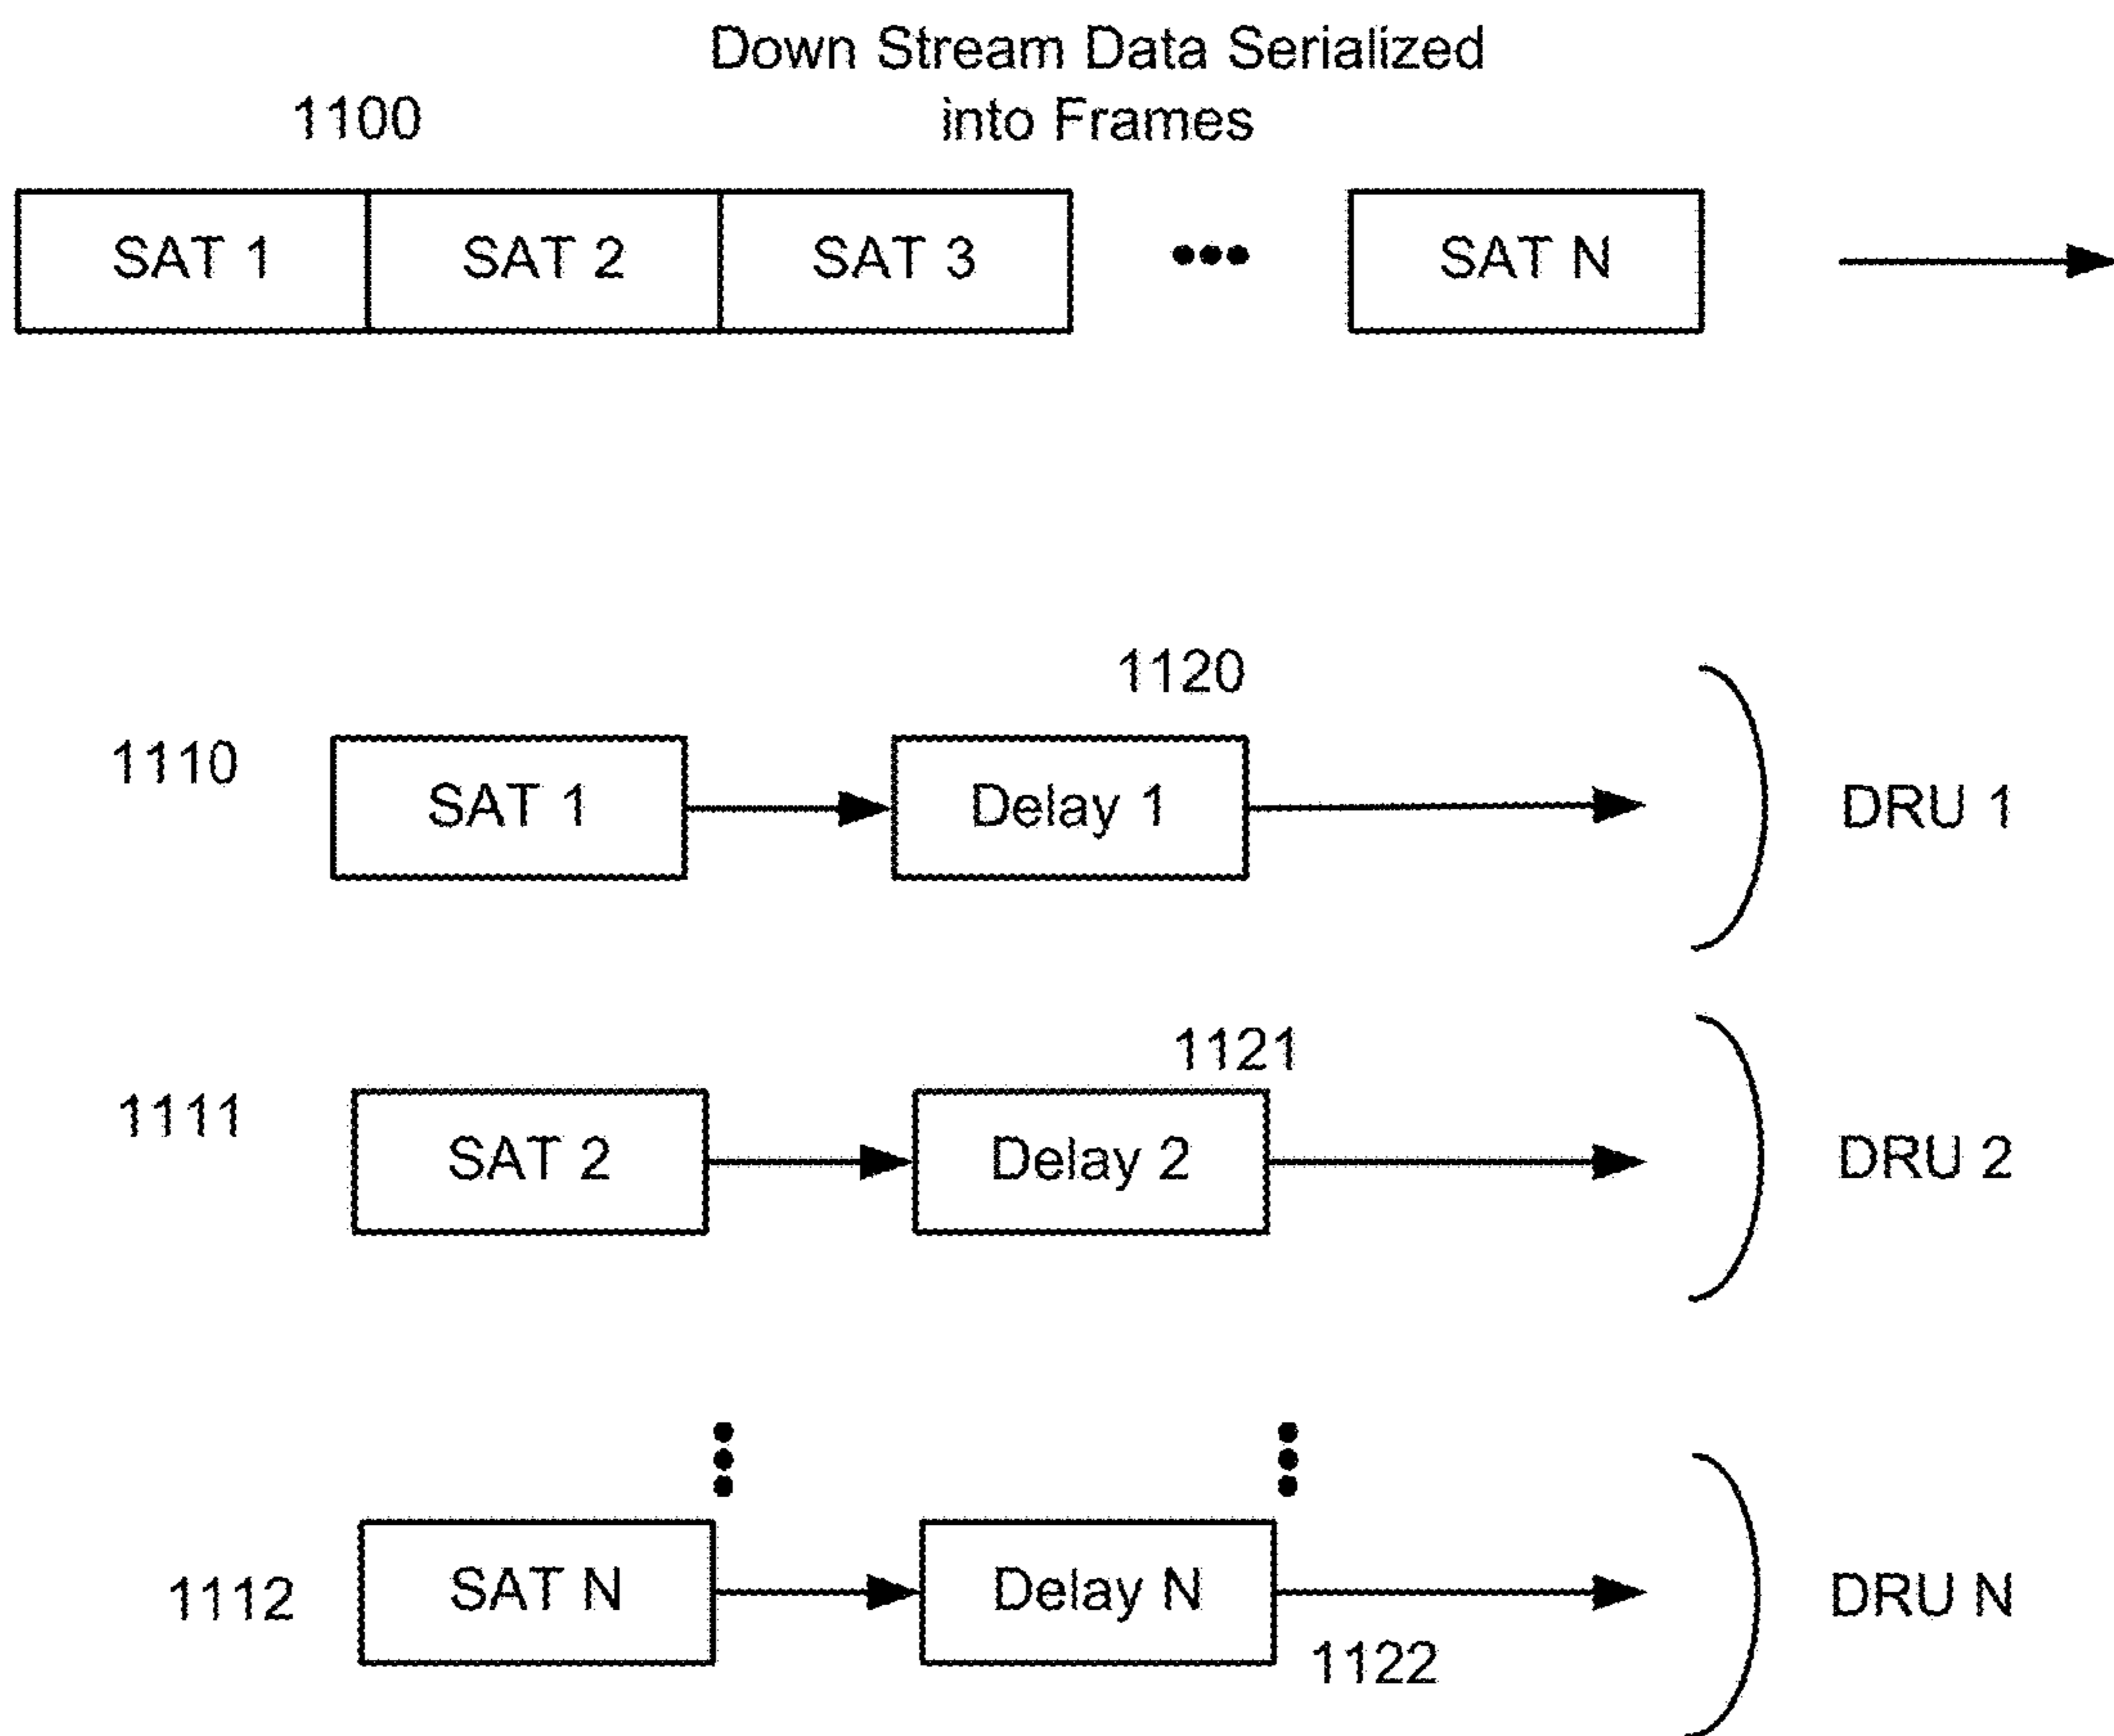 Down Stream Data Serialized
into Frames
1100
SAT 1 SAT 2 SAT 3 ••• SAT N
1120
1110 SAT 1 Delay 1 DRU 1
1121
1111 SAT 2 Delay 2 DRU 2
1112 SAT N Delay N DRU N
1122